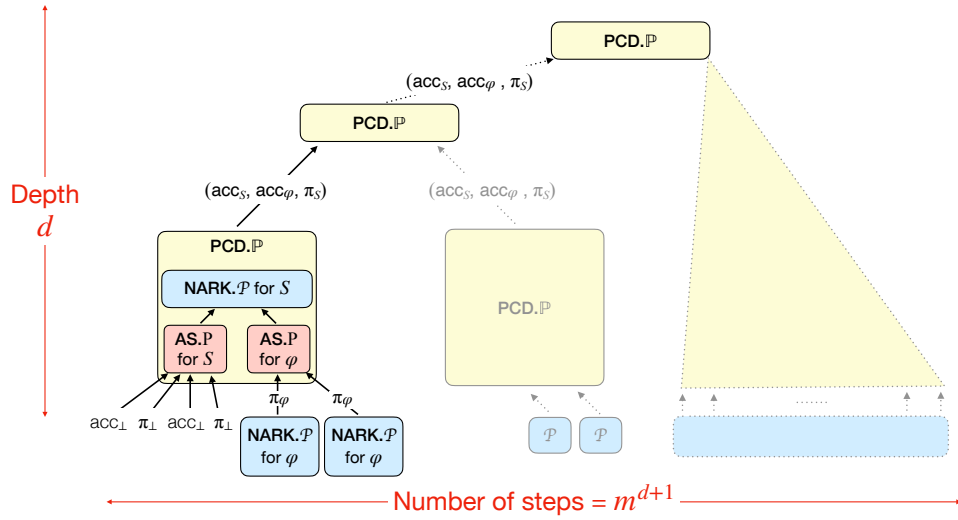 PCD.ℙ
(acc_S, acc_φ , π_S)
PCD.ℙ
(acc_S, acc_φ, π_S)
(acc_S, acc_φ , π_S)
Depth
d
PCD.ℙ
NARK.𝒫 for S
PCD.ℙ
AS.P
for S
AS.P
for φ
π_φ
π_φ
......
acc_⊥ π_⊥ acc_⊥ π_⊥
NARK.𝒫
for φ
NARK.𝒫
for φ
𝒫
𝒫
Number of steps = m^{d+1}